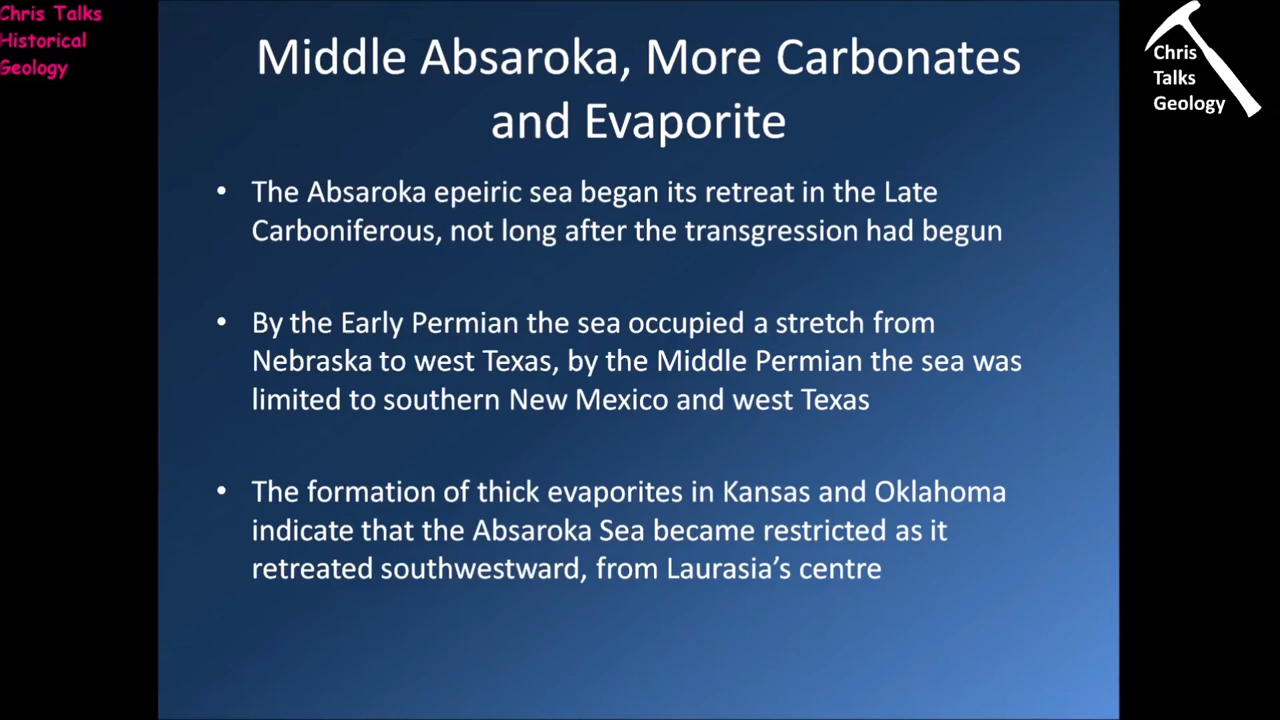 Chris Talks
Historical
Geology
Chris
Talks
Geology
Middle Absaroka, More Carbonates
and Evaporite
• The Absaroka epeiric sea began its retreat in the Late
Carboniferous, not long after the transgression had begun
• By the Early Permian the sea occupied a stretch from
Nebraska to west Texas, by the Middle Permian the sea was
limited to southern New Mexico and west Texas
• The formation of thick evaporites in Kansas and Oklahoma
indicate that the Absaroka Sea became restricted as it
retreated southwestward, from Laurasia’s centre